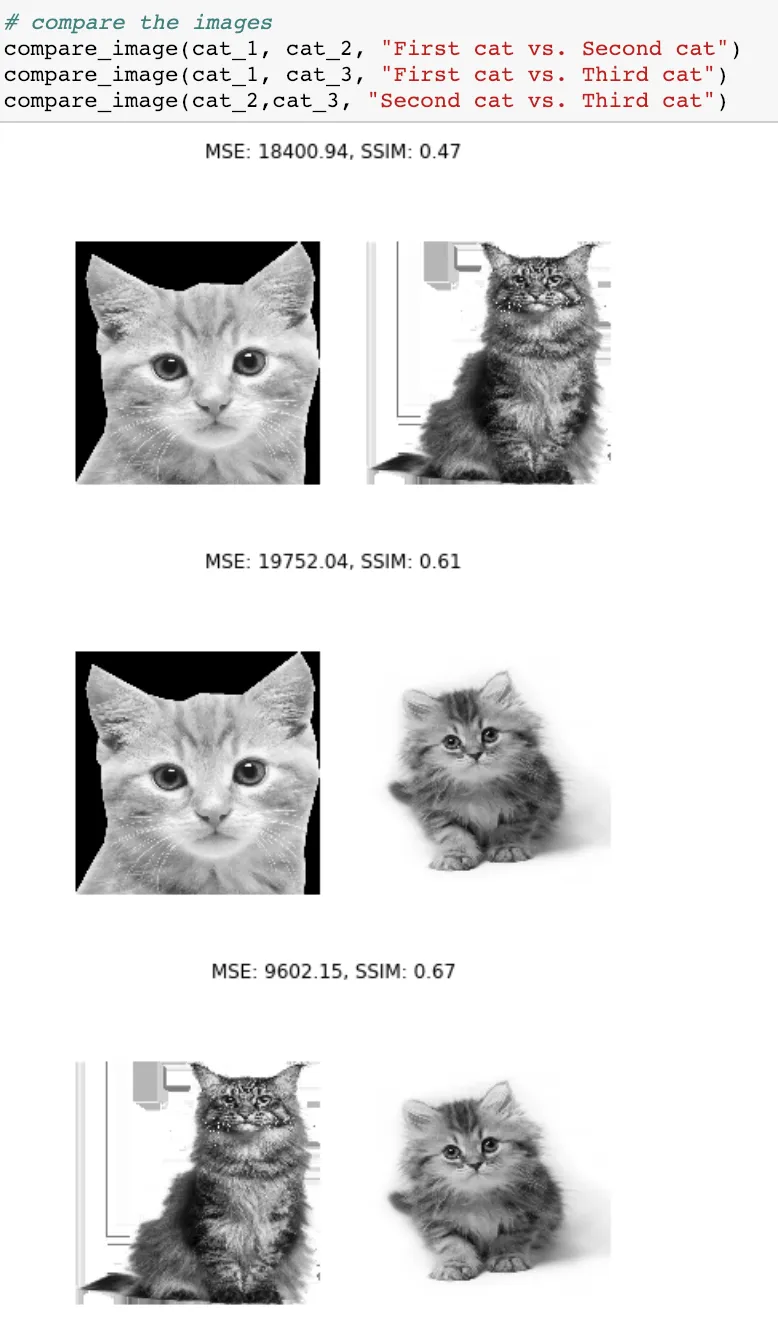 # compare the images
compare_image(cat_1, cat_2, "First cat vs. Second cat")
compare_image(cat_1, cat_3, "First cat vs. Third cat")
compare_image(cat_2,cat_3, "Second cat vs. Third cat")
MSE: 18400.94, SSIM: 0.47
MSE: 19752.04, SSIM: 0.61
MSE: 9602.15, SSIM: 0.67